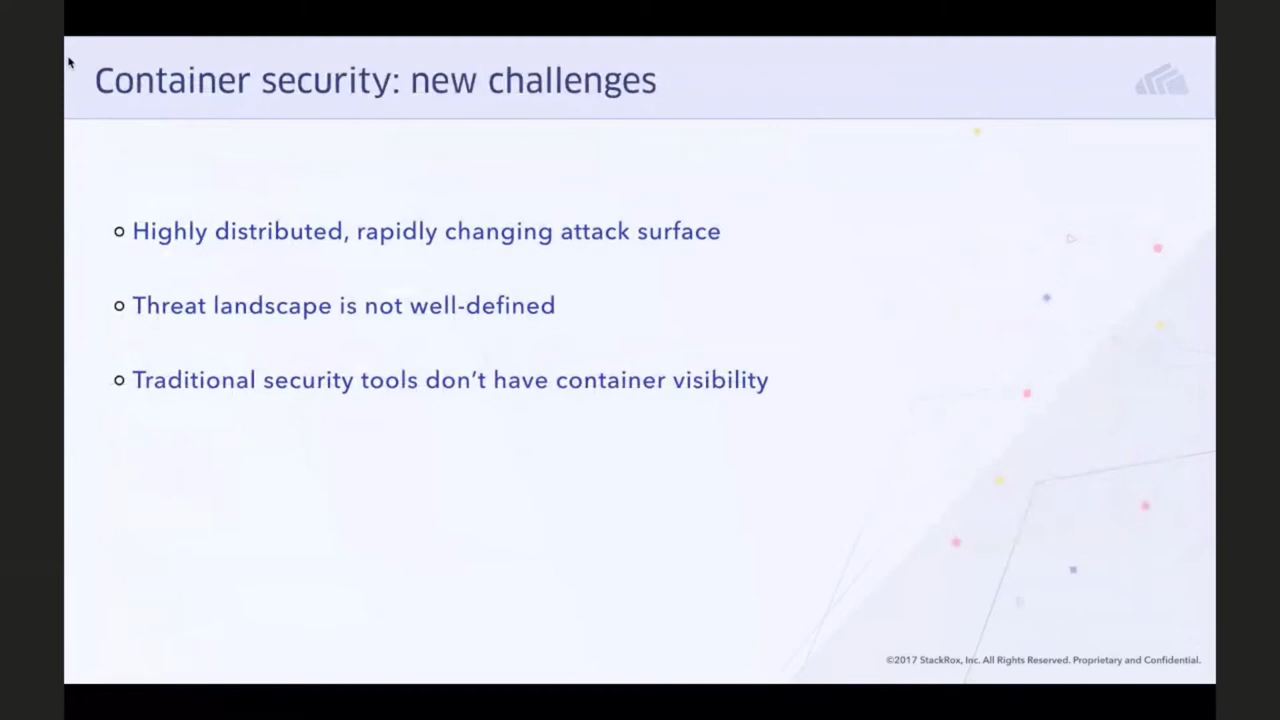 Container security: new challenges
Highly distributed, rapidly changing attack surface
Threat landscape is not well-defined
Traditional security tools don’t have container visibility
©2017 StackRox, Inc. All Rights Reserved. Proprietary and Confidential.